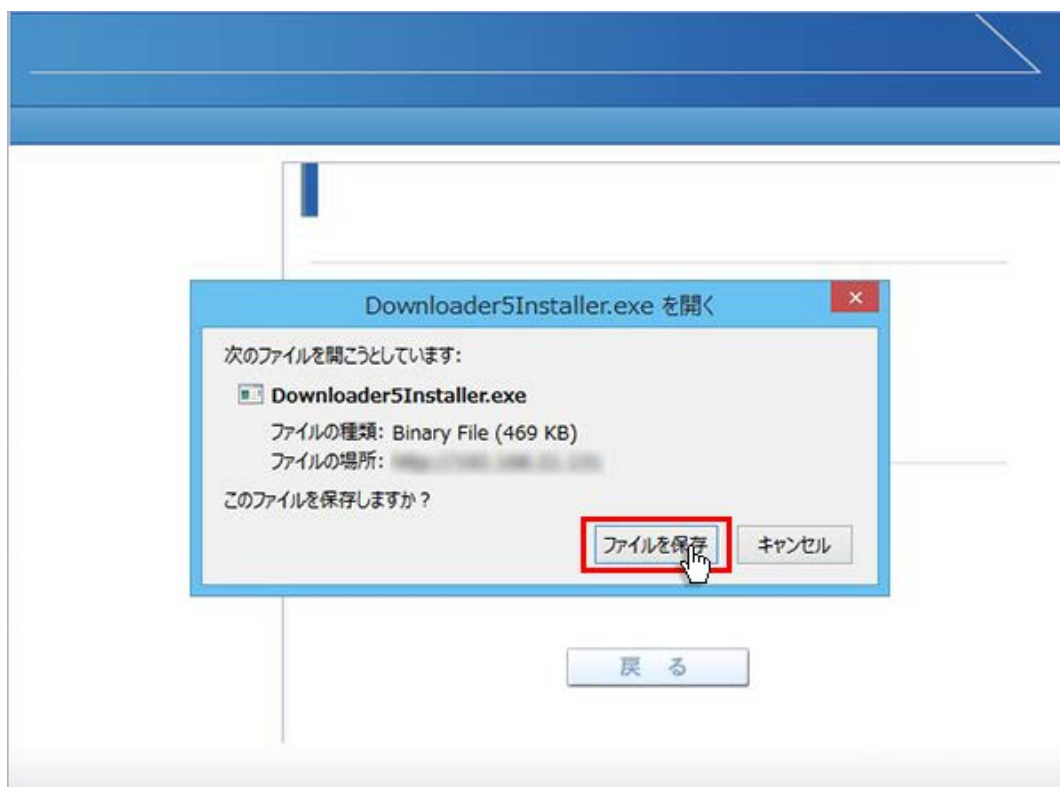 Downloader5Installer.exe を開く
次のファイルを開こうとしています:
Downloader5Installer.exe
ファイルの種類: Binary File (469 KB)
ファイルの場所:
このファイルを保存しますか？
ファイルを保存 キャンセル
戻 る